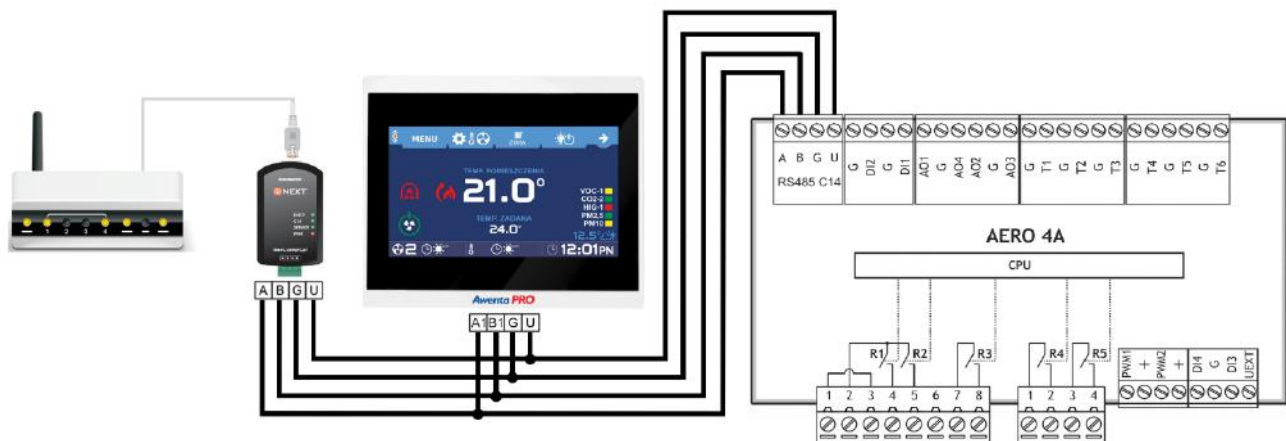 1 2 3 4
NEXT
A B G U
MENU
STREFA
TEMP. POMIESZCZENIA
21.0°
TEMP. ZADANA
24.0°
VOC-1
CO2-2
HIG-1
PM2,5
PM10
12.5°
2
12:01PN
Awenta PRO
A1 B1 G U
A B G U
RS485 C14
G DI2 G DI1
AO1 G AO4 AO2 G AO3
G T1 G T2 G T3
G T4 G T5 G T6
AERO 4A
CPU
R1 R2 R3 R4 R5
PWM1 + PWM2 + DI4 G DI3 UEXT
1 2 3 4 5 6 7 8
1 2 3 4